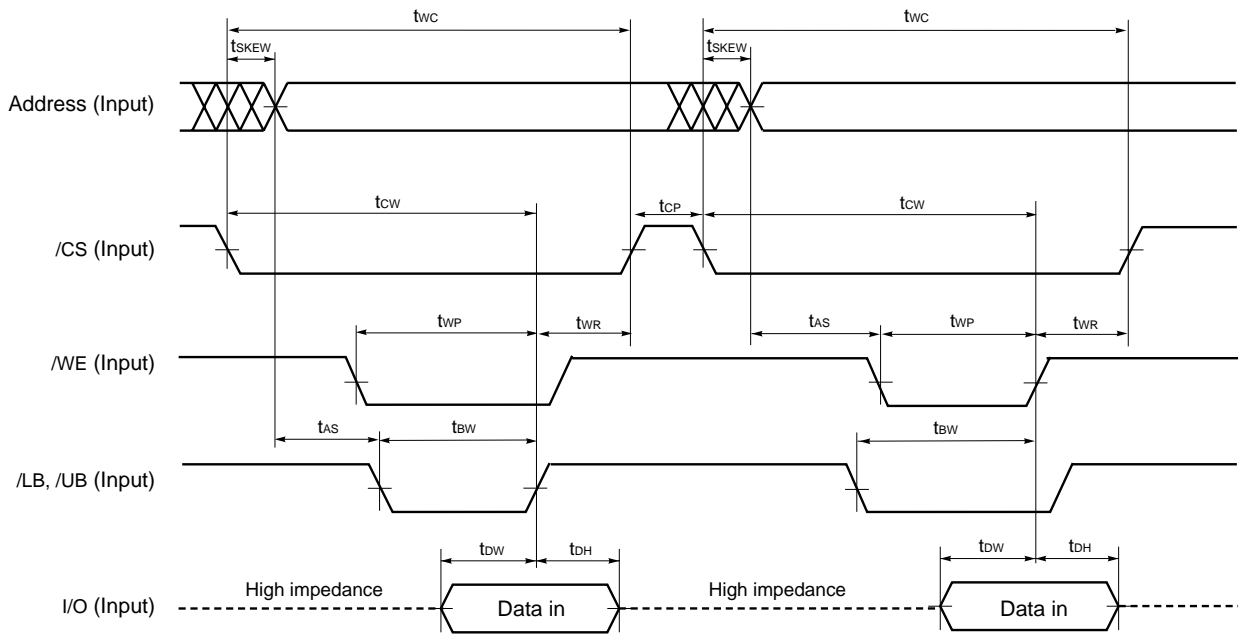 tWC tWC
tSKEW tSKEW
Address (Input)
tCW tCP tCW
/CS (Input)
tWP tWR tAS tWP tWR
/WE (Input)
tAS tBW tBW
/LB, /UB (Input)
tDW tDH tDW tDH
High impedance High impedance
I/O (Input) Data in Data in